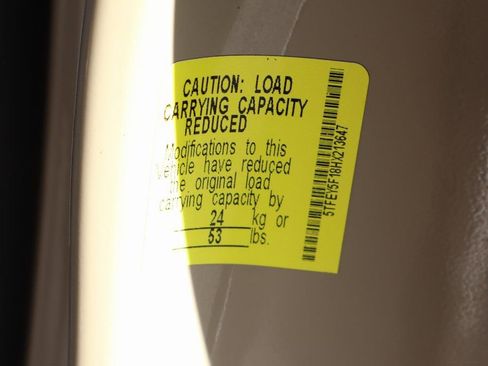 CAUTION: LOAD
CARRYING CAPACITY
REDUCED
Modifications to this
Vehicle have reduced
the original load
carrying capacity by
24 kg or
53 lbs.
5TFEY5F18HX213647